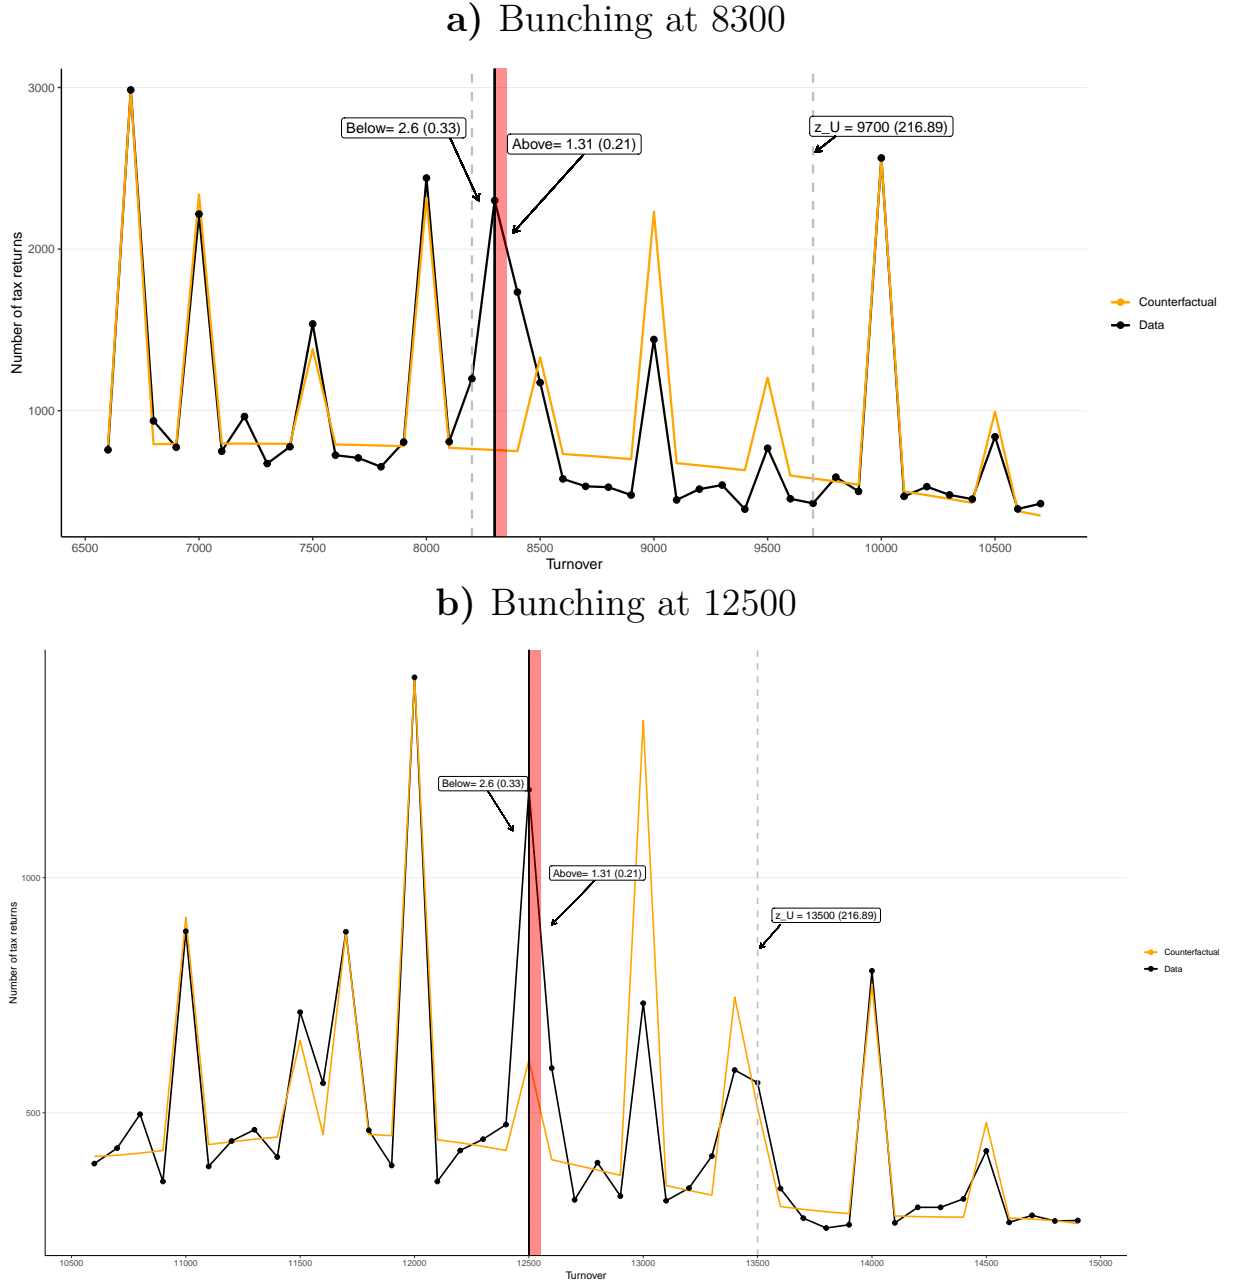 a) Bunching at 8300
3000
2000
1000
Number of tax returns
Below= 2.6 (0.33)
Above= 1.31 (0.21)
z_U = 9700 (216.89)
Counterfactual
Data
6500 7000 7500 8000 8500 9000 9500 10000 10500
Turnover
b) Bunching at 12500
1000
500
Number of tax returns
Below= 2.6 (0.33)
Above= 1.31 (0.21)
z_U = 13500 (216.89)
Counterfactual
Data
10500 11000 11500 12000 12500 13000 13500 14000 14500 15000
Turnover